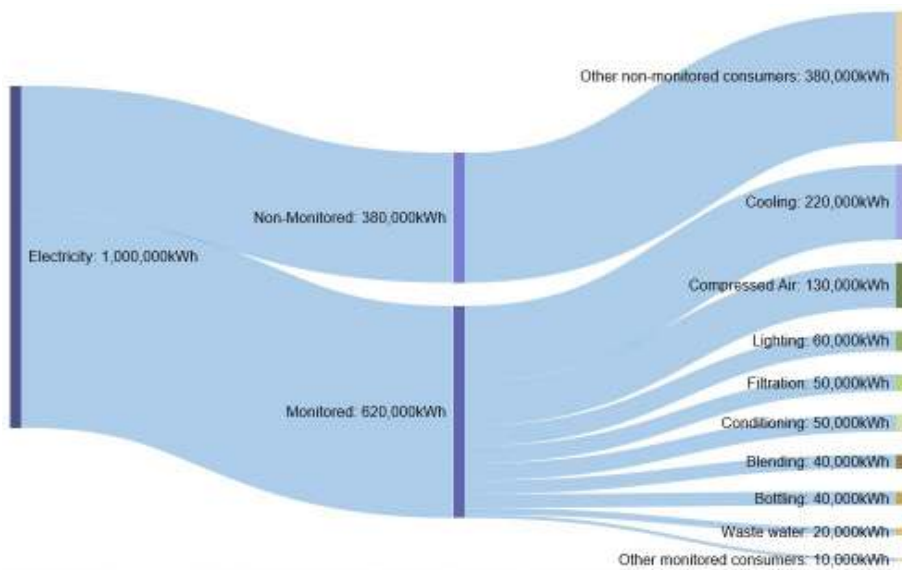 Other non-monitored consumers: 380,000kWh
Cooling: 220,000kWh
Non-Monitored: 380,000kWh
Electricity: 1,000,000kWh
Compressed Air: 130,000kWh
Lighting: 60,000kWh
Filtration: 50,000kWh
Monitored: 620,000kWh
Conditioning: 50,000kWh
Blending: 40,000kWh
Bottling: 40,000kWh
Waste water: 20,000kWh
Other monitored consumers: 10,000kWh